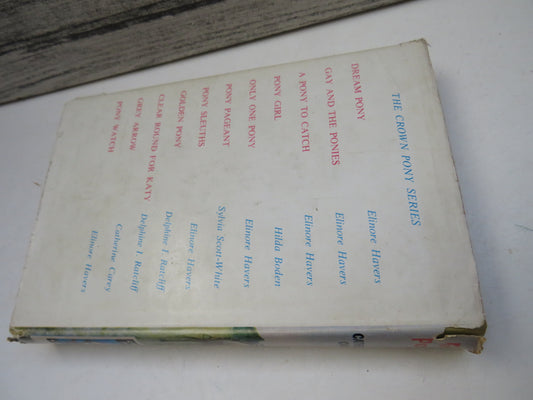 THE CROWN PONY SERIES
DREAM PONY Elinore Havers
GAY AND THE PONIES Elinore Havers
A PONY TO CATCH Elinore Havers
PONY GIRL Hilda Boden
ONLY ONE PONY Elinore Havers
PONY PAGEANT Sylvia Scott-White
PONY SLEUTHS Elinore Havers
GOLDEN PONY Delphine I. Ratcliff
CLEAR ROUND FOR KATY Delphine I. Ratcliff
GREY ARROW Catherine Carey
PONY WATCH Elinore Havers